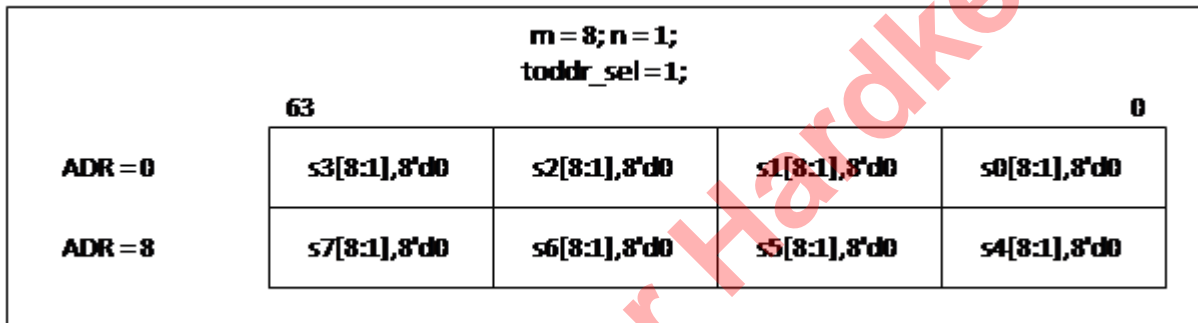 m = 8; n = 1;
toddr_sel = 1;
63 0
ADR = 0 s3[8:1],8'd0 s2[8:1],8'd0 s1[8:1],8'd0 s0[8:1],8'd0
ADR = 8 s7[8:1],8'd0 s6[8:1],8'd0 s5[8:1],8'd0 s4[8:1],8'd0
r Hardke